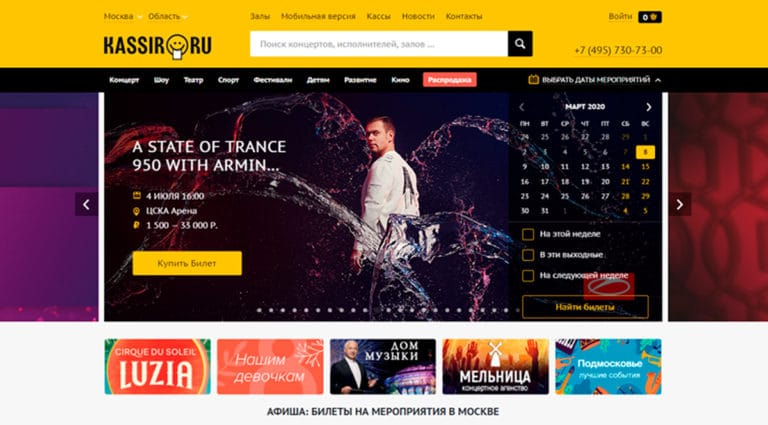 Москва Область Залы Мобильная версия Кассы Новости Контакты Войти 0
KASSIR RU
Поиск концертов, исполнителей, залов ...
+7 (495) 730-73-00
Концерт Шоу Театр Спорт Фестивали Детям Развитие Кино Распродажа ВЫБРАТЬ ДАТЫ МЕРОПРИЯТИЙ
A STATE OF TRANCE
950 WITH ARMIN...
4 ИЮЛЯ 16:00
ЦСКА Арена
1 500 — 33 000 Р.
Купить Билет
МАРТ 2020
ПН ВТ СР ЧТ ПТ СБ ВС
24 25 26 27 28 29 1
2 3 4 5 6 7 8
9 10 11 12 13 14 15
16 17 18 19 20 21 22
23 24 25 26 27 28 29
30 31 1 2 3 4 5
На этой неделе
В эти выходные
На следующей неделе
Найти билеты
CIRQUE DU SOLEIL
LUZIA
Нашим
девочкам
ДОМ
МУЗЫКИ
МЕЛЬНИЦА
концертное агентство
Подмосковье
лучшие события
АФИША: БИЛЕТЫ НА МЕРОПРИЯТИЯ В МОСКВЕ